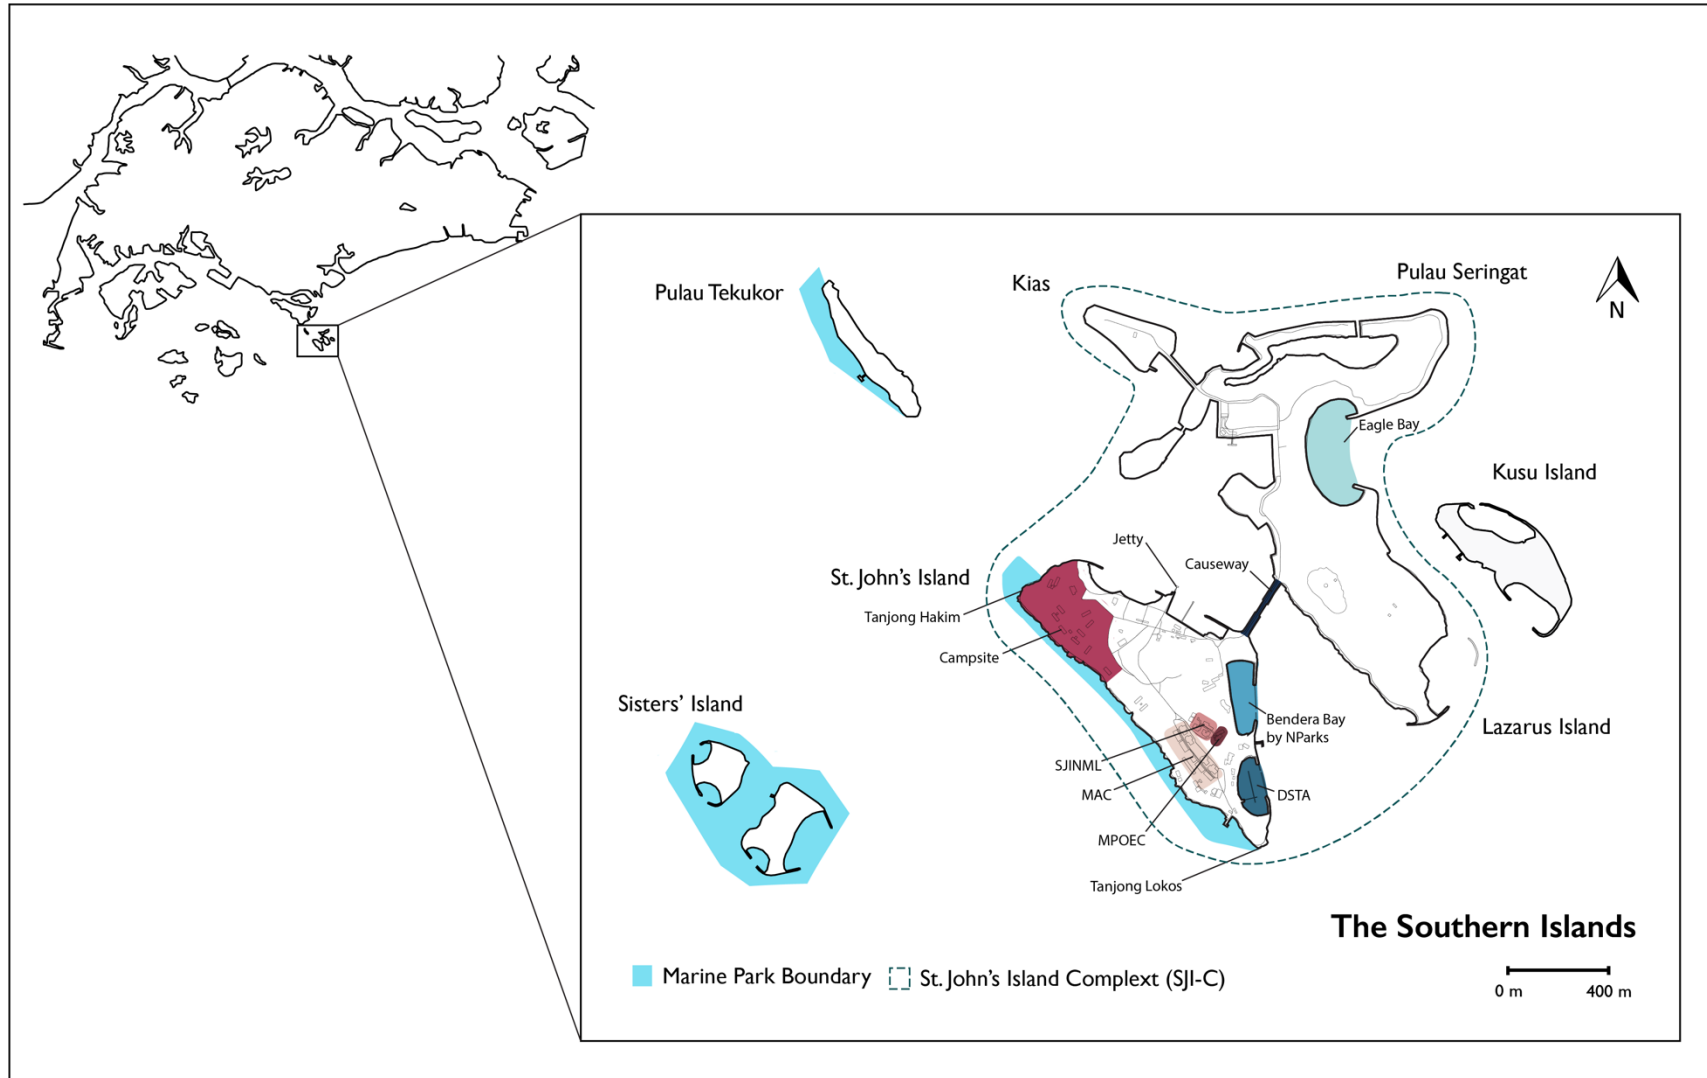 Kias
Pulau Seringat
Pulau Tekukor
N
Eagle Bay
Kusu Island
Jetty
Causeway
St. John's Island
Tanjong Hakim
Campsite
Sisters' Island
Bendera Bay
by NParks
Lazarus Island
SJINML
MAC
DSTA
MPOEC
Tanjong Lokos
The Southern Islands
Marine Park Boundary
St. John's Island Complext (SJI-C)
0 m
400 m